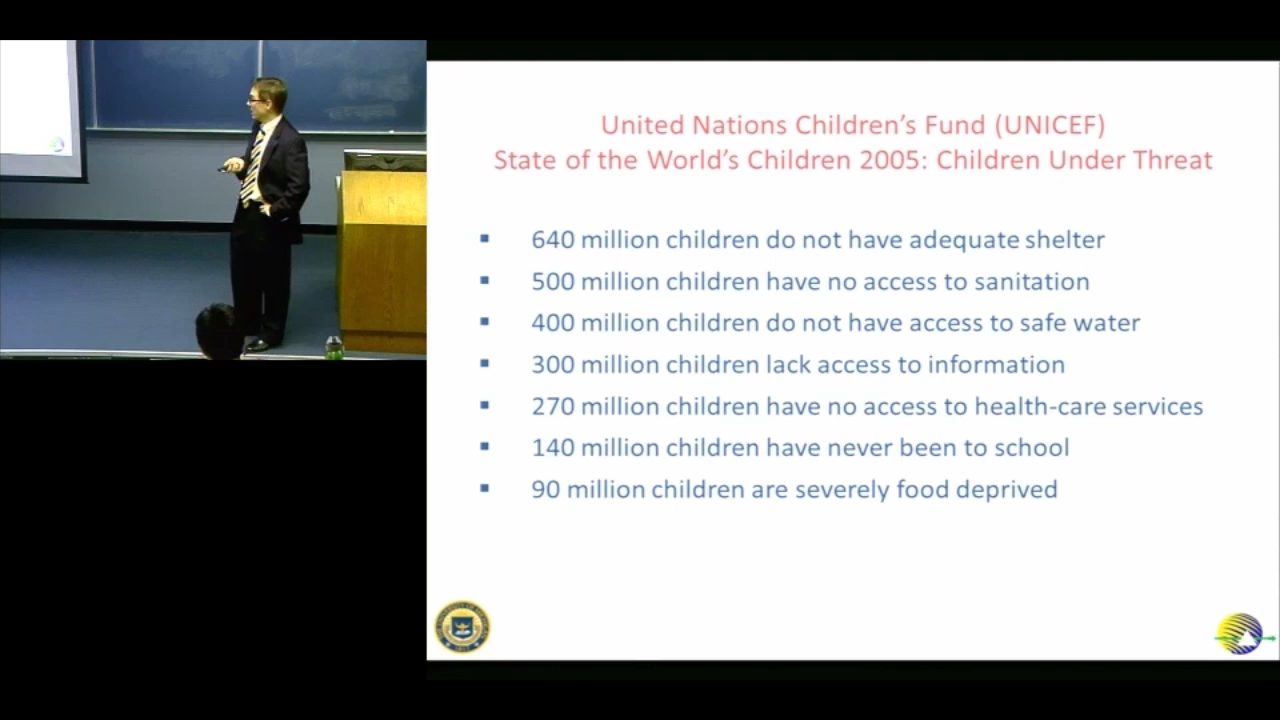 United Nations Children's Fund (UNICEF)
State of the World's Children 2005: Children Under Threat
▪ 640 million children do not have adequate shelter
▪ 500 million children have no access to sanitation
▪ 400 million children do not have access to safe water
▪ 300 million children lack access to information
▪ 270 million children have no access to health-care services
▪ 140 million children have never been to school
▪ 90 million children are severely food deprived